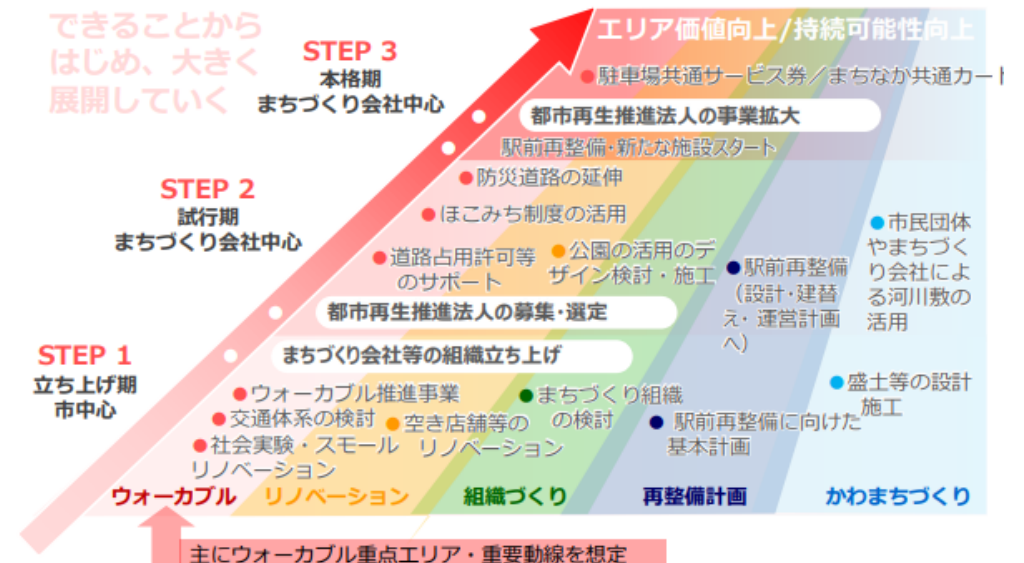 できることから
はじめ、大きく
展開していく
STEP 3
本格期
まちづくり会社中心
エリア価値向上/持続可能性向上
●駐車場共通サービス券／まちなか共通カード
都市再生推進法人の事業拡大
駅前再整備・新たな施設スタート
●防災道路の延伸
●ほこみち制度の活用
STEP 2
試行期
まちづくり会社中心
●道路占用許可等
のサポート
●公園の活用のデ
ザイン検討・施工
●駅前再整備
（設計・建替
え・運営計画
へ）
●市民団体
やまちづく
り会社によ
る河川敷の
活用
都市再生推進法人の募集・選定
まちづくり会社等の組織立ち上げ
STEP 1
立ち上げ期
市中心
●ウォーカブル推進事業
●交通体系の検討
●社会実験・スモール
リノベーション
●空き店舗等の
リノベーション
●まちづくり組織
の検討
● 駅前再整備に向けた
基本計画
●盛土等の設計
施工
ウォーカブル
リノベーション
組織づくり
再整備計画
かわまちづくり
主にウォーカブル重点エリア・重要動線を想定